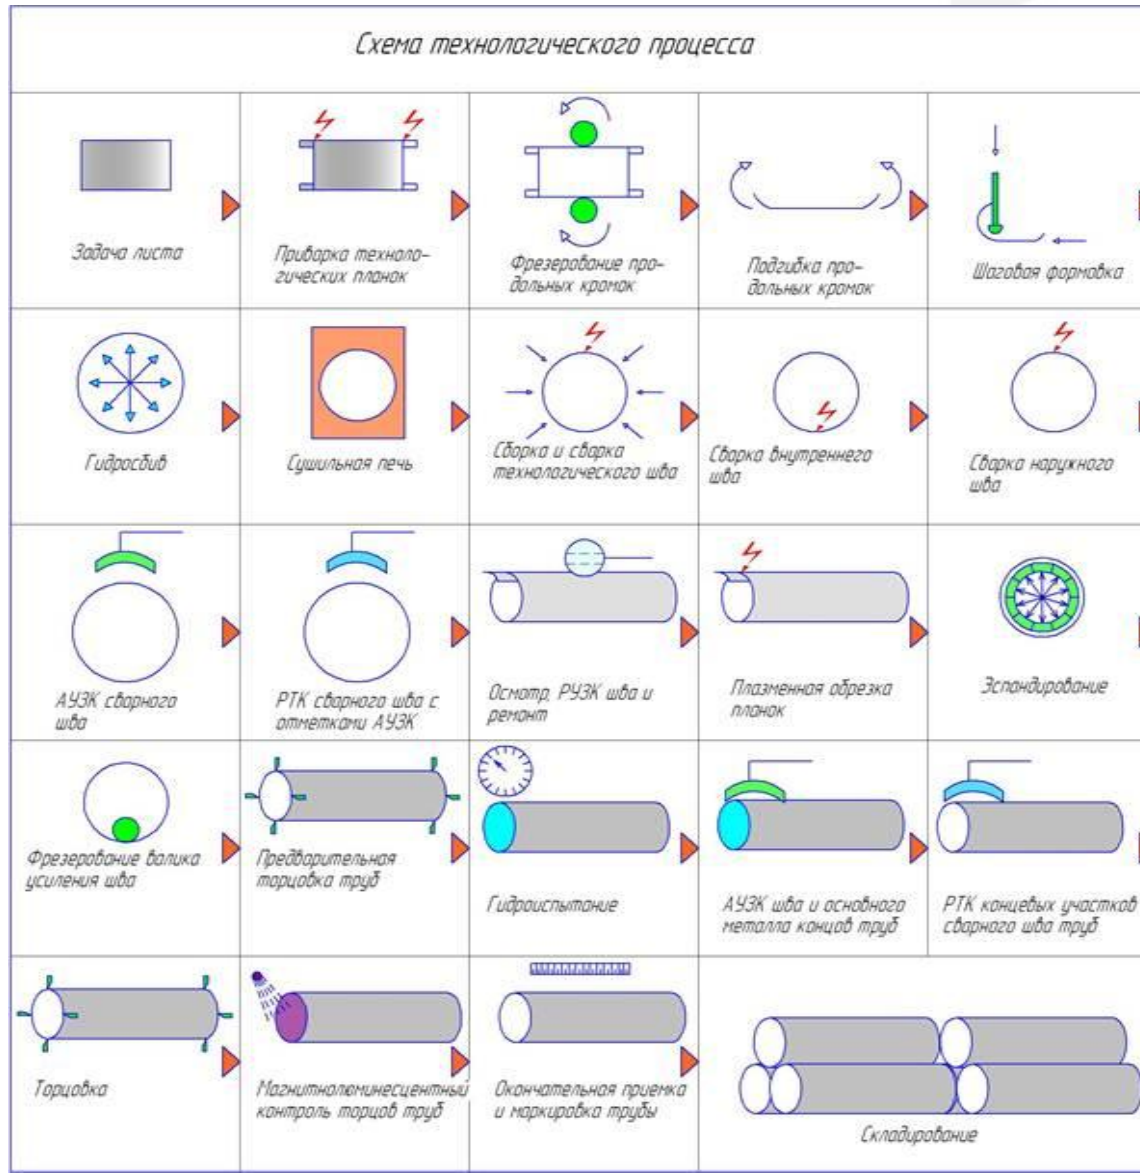 Схема технологического процесса
Задача листа
Приварка техноло-
гических планок
Фрезерование про-
дольных кромок
Подгибка про-
дольных кромок
Шаговая формовка
Гидросбив
Сушильная печь
Сборка и сварка
технологического шва
Сварка внутреннего
шва
Сварка наружного
шва
АУЗК сварного
шва
РТК сварного шва с
отметками АУЗК
Осмотр, РУЗК шва и
ремонт
Плазменная обрезка
планок
Эспандирование
Фрезерование валика
усиления шва
Предварительная
торцовка труб
Гидроиспытание
АУЗК шва и основного
металла концов труб
РТК концевых участков
сварного шва труб
Торцовка
Магнитнолюминесцентный
контроль торцов труб
Окончательная приемка
и маркировка трубы
Складирование